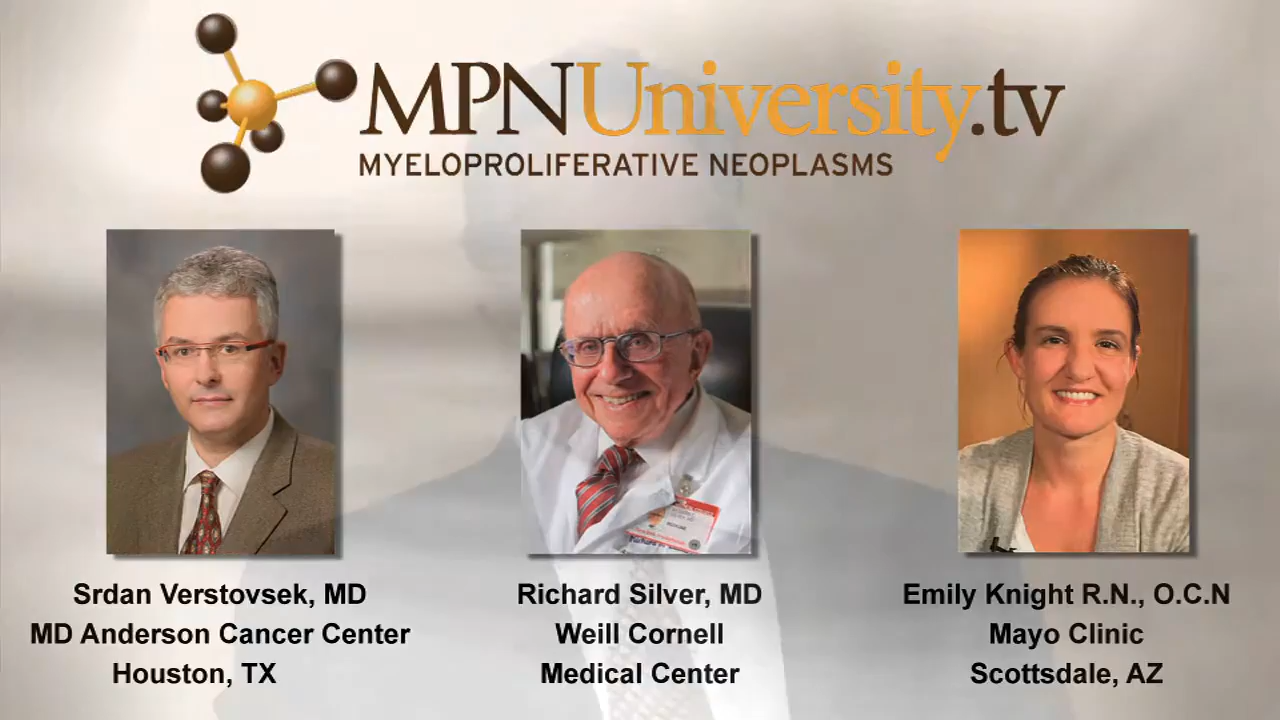 MPNUniversity.tv
MYELOPROLIFERATIVE NEOPLASMS
Srdan Verstovsek, MD
MD Anderson Cancer Center
Houston, TX
Richard Silver, MD
Weill Cornell
Medical Center
Emily Knight R.N., O.C.N
Mayo Clinic
Scottsdale, AZ